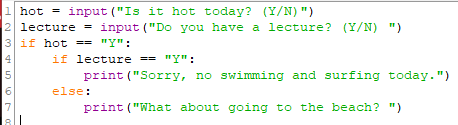 1 hot = input("Is it hot today? (Y/N)")
2 lecture = input("Do you have a lecture? (Y/N) ")
3 if hot == "Y":
4     if lecture == "Y":
5         print("Sorry, no swimming and surfing today.")
6     else:
7         print("What about going to the beach? ")
8